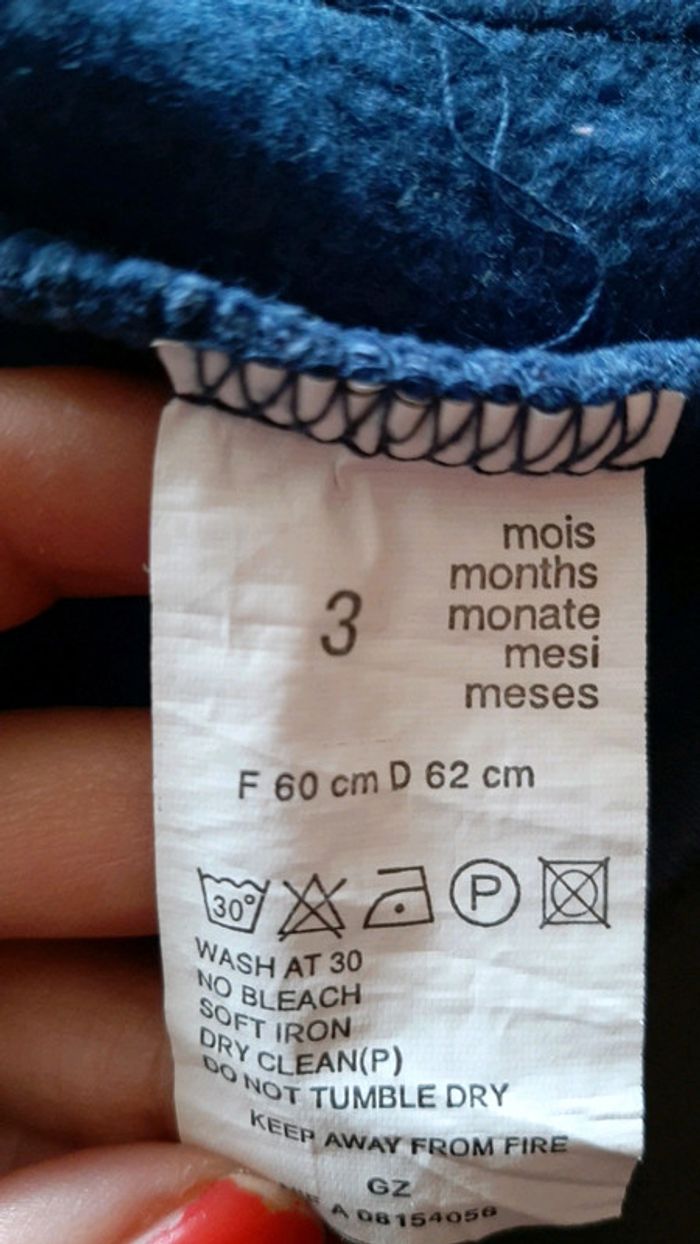 3
mois
months
monate
mesi
meses
F 60 cm D 62 cm
30° P
WASH AT 30
NO BLEACH
SOFT IRON
DRY CLEAN(P)
DO NOT TUMBLE DRY
KEEP AWAY FROM FIRE
GZ
A 08154056